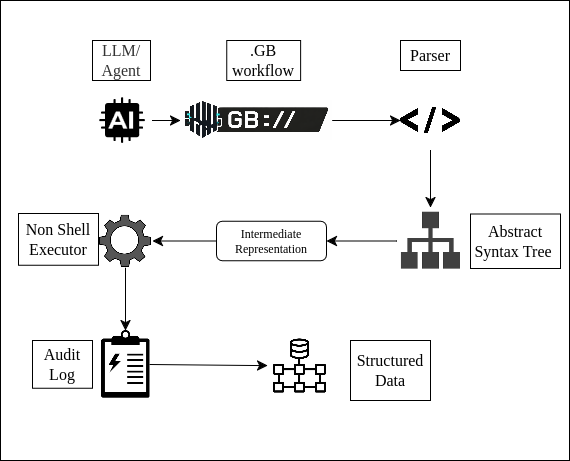 LLM/
Agent
.GB
workflow
Parser
AI
GB://
</>
Non Shell
Executor
Intermediate
Representation
Abstract
Syntax Tree
Audit
Log
Structured
Data